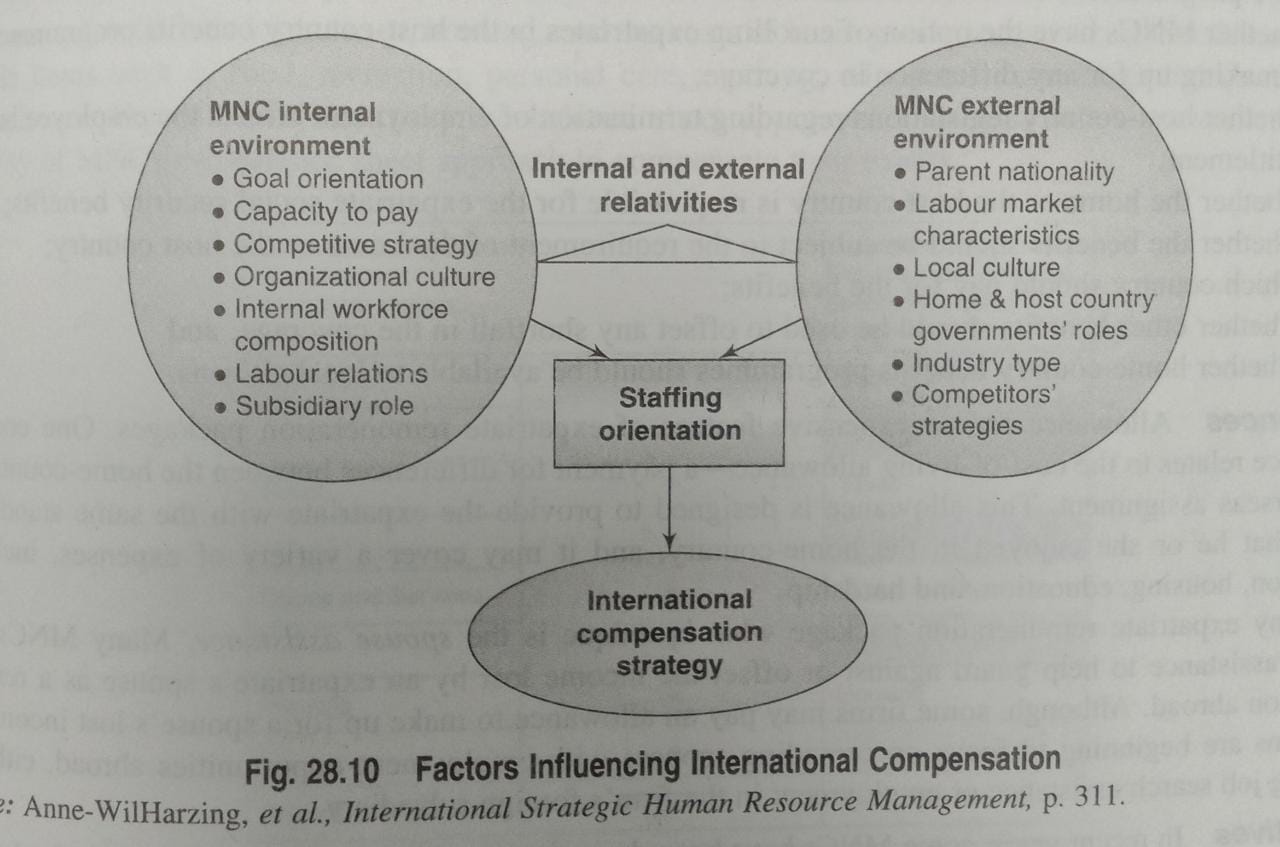 MNC internal
environment
• Goal orientation
• Capacity to pay
• Competitive strategy
• Organizational culture
• Internal workforce
composition
• Labour relations
• Subsidiary role
Internal and external
relativities
MNC external
environment
• Parent nationality
• Labour market
characteristics
• Local culture
• Home & host country
governments' roles
• Industry type
• Competitors'
strategies
Staffing
orientation
International
compensation
strategy
Fig. 28.10 Factors Influencing International Compensation
e: Anne-WilHarzing, et al., International Strategic Human Resource Management, p. 311.